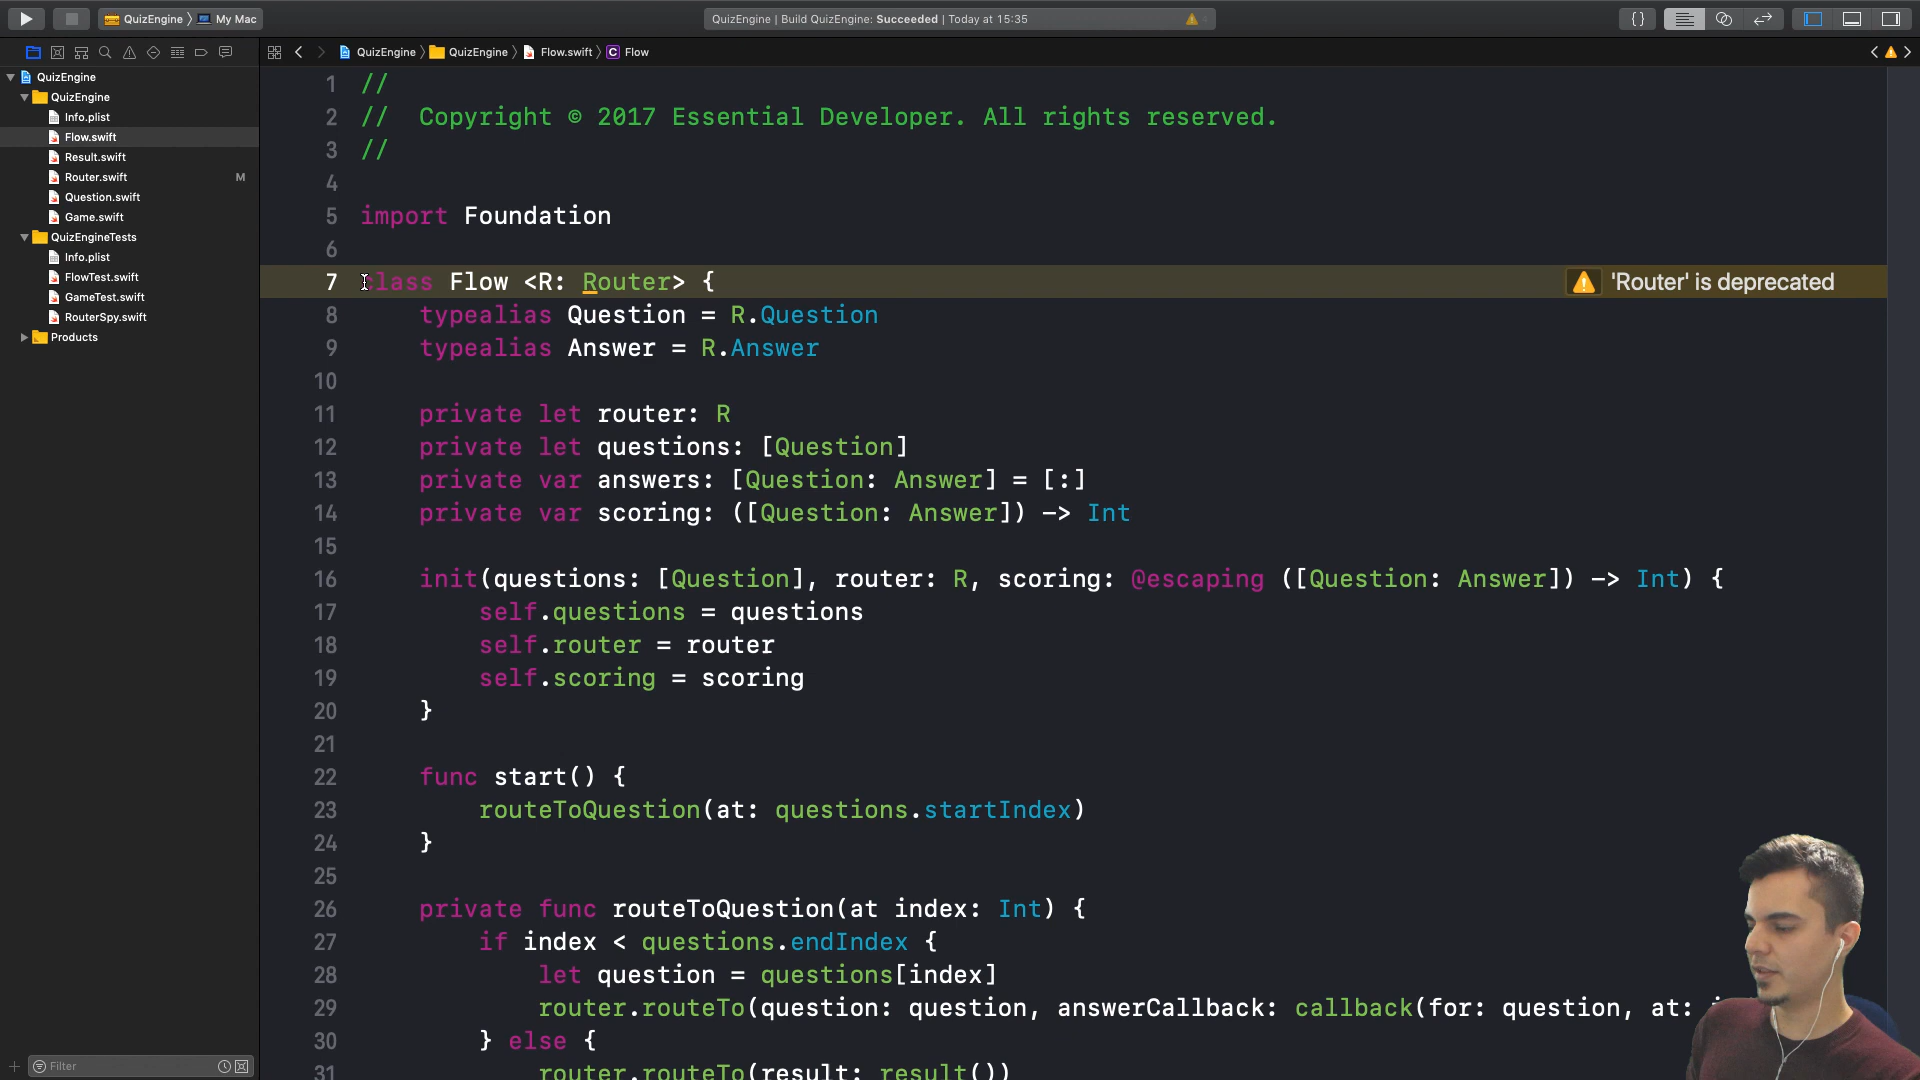 QuizEngine 〉 My Mac
QuizEngine | Build QuizEngine: Succeeded | Today at 15:35
{}
QuizEngine 〉 QuizEngine 〉 Flow.swift 〉 C Flow
QuizEngine
QuizEngine
Info.plist
Flow.swift
Result.swift
Router.swift M
Question.swift
Game.swift
QuizEngineTests
Info.plist
FlowTest.swift
GameTest.swift
RouterSpy.swift
Products
Filter
1 //
2 //  Copyright © 2017 Essential Developer. All rights reserved.
3 //
4
5 import Foundation
6
7 class Flow <R: Router> { 'Router' is deprecated
8     typealias Question = R.Question
9     typealias Answer = R.Answer
10
11     private let router: R
12     private let questions: [Question]
13     private var answers: [Question: Answer] = [:]
14     private var scoring: ([Question: Answer]) -> Int
15
16     init(questions: [Question], router: R, scoring: @escaping ([Question: Answer]) -> Int) {
17         self.questions = questions
18         self.router = router
19         self.scoring = scoring
20     }
21
22     func start() {
23         routeToQuestion(at: questions.startIndex)
24     }
25
26     private func routeToQuestion(at index: Int) {
27         if index < questions.endIndex {
28             let question = questions[index]
29             router.routeTo(question: question, answerCallback: callback(for: question, at:
30         } else {
31             router.routeTo(result: result())